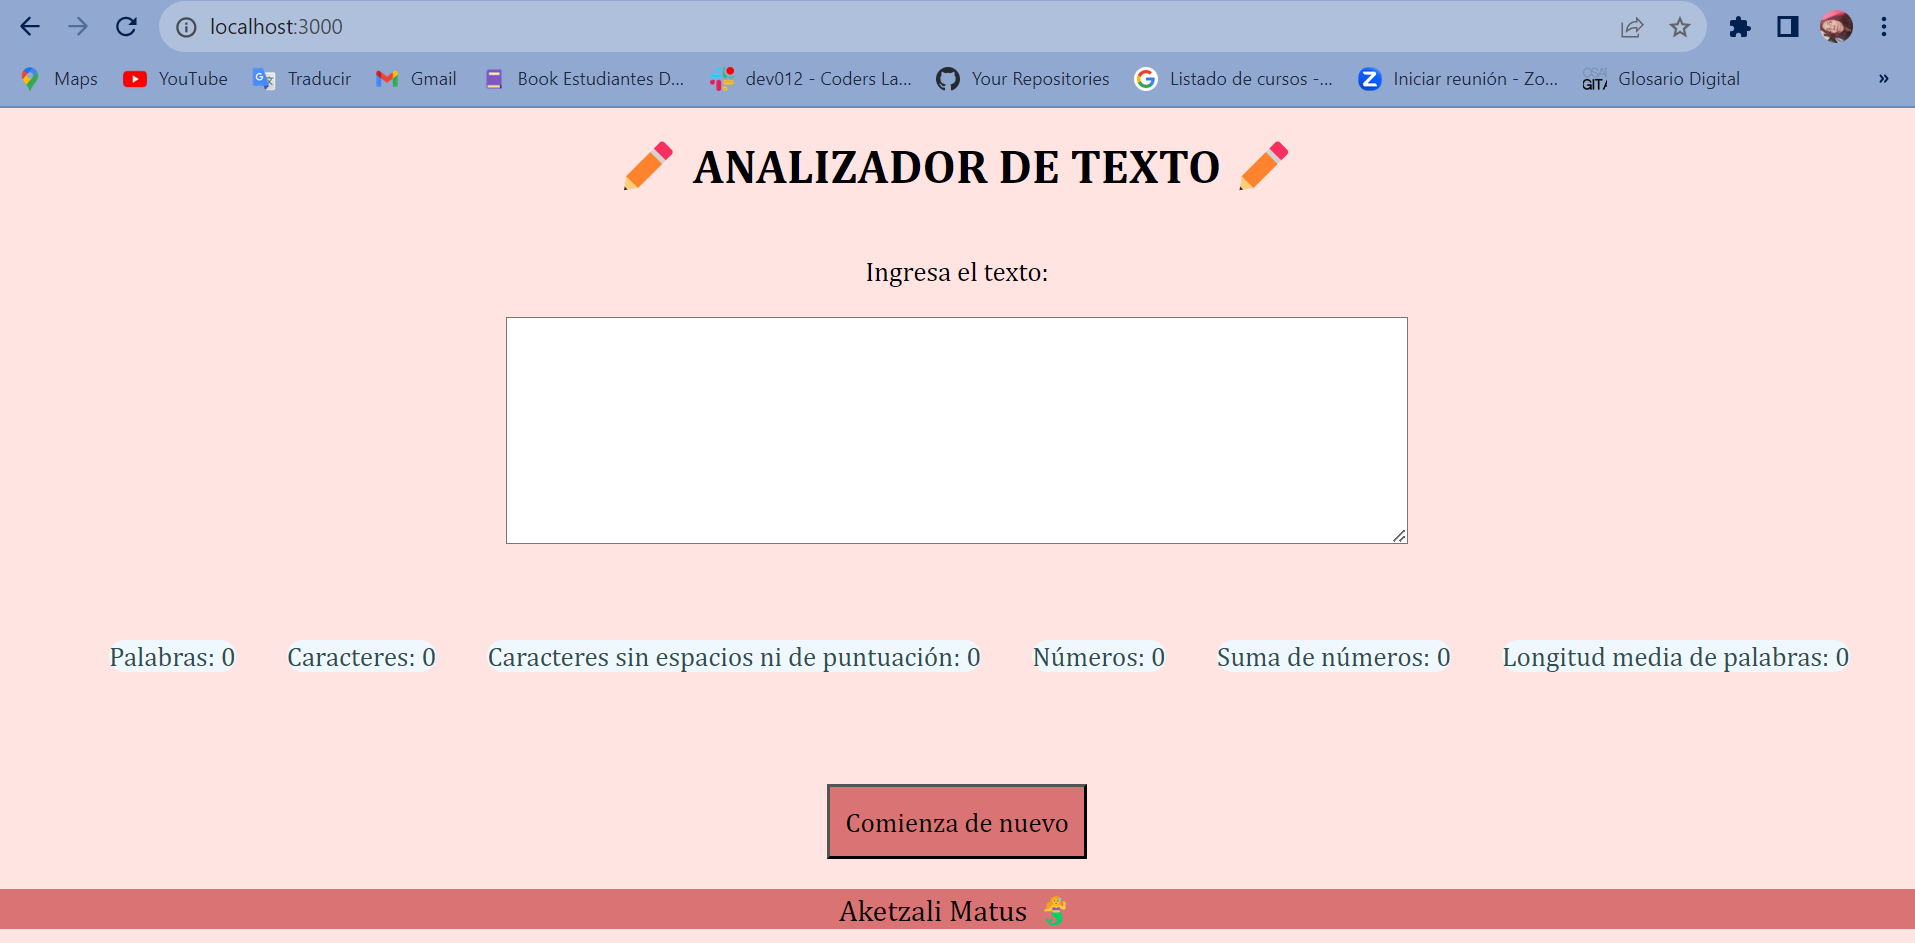 localhost:3000
Maps YouTube Traducir Gmail Book Estudiantes D... dev012 - Coders La... Your Repositories Listado de cursos -... Iniciar reunión - Zo... Glosario Digital »
ANALIZADOR DE TEXTO
Ingresa el texto:
Palabras: 0 Caracteres: 0 Caracteres sin espacios ni de puntuación: 0 Números: 0 Suma de números: 0 Longitud media de palabras: 0
Comienza de nuevo
Aketzali Matus